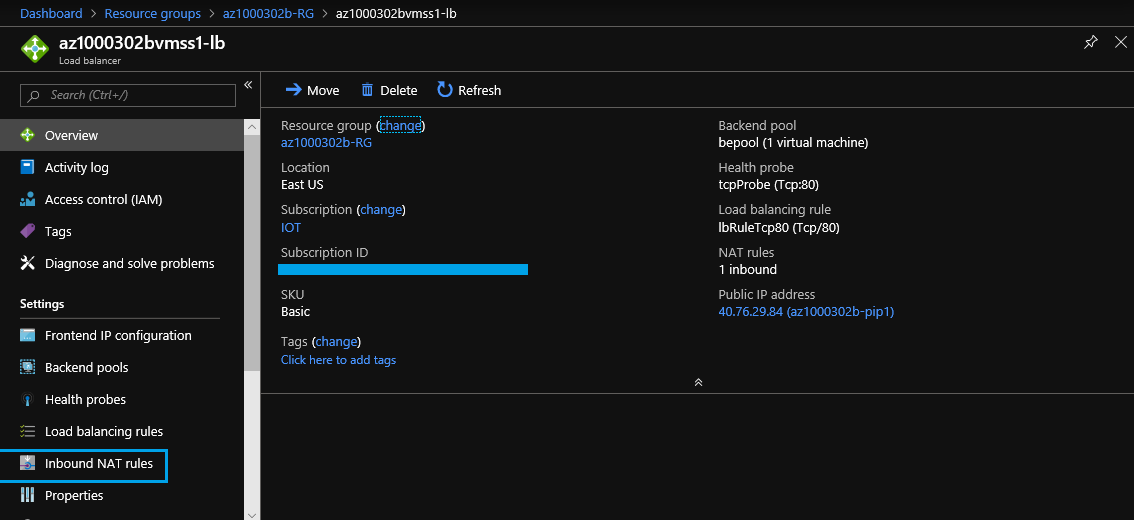 Dashboard > Resource groups > az1000302b-RG > az1000302bvmss1-lb
az1000302bvmss1-lb
Load balancer
Search (Ctrl+/)
Overview
Activity log
Access control (IAM)
Tags
Diagnose and solve problems
Settings
Frontend IP configuration
Backend pools
Health probes
Load balancing rules
Inbound NAT rules
Properties
Move Delete Refresh
Resource group (change)
az1000302b-RG
Location
East US
Subscription (change)
IOT
Subscription ID
SKU
Basic
Tags (change)
Click here to add tags
Backend pool
bepool (1 virtual machine)
Health probe
tcpProbe (Tcp:80)
Load balancing rule
lbRuleTcp80 (Tcp/80)
NAT rules
1 inbound
Public IP address
40.76.29.84 (az1000302b-pip1)